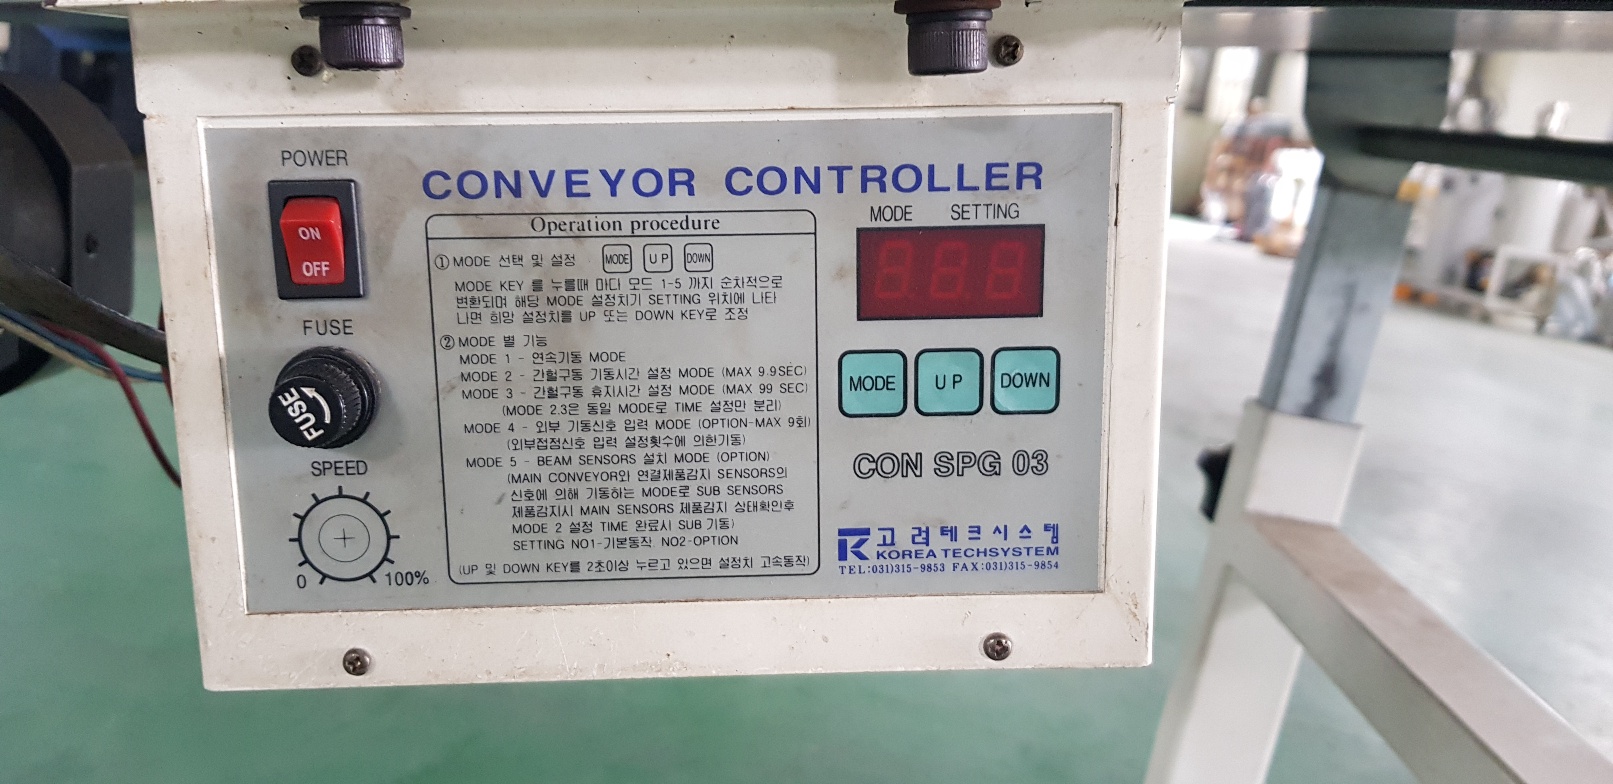 POWER
ON
OFF
FUSE
FUSE
SPEED
0
100%
CONVEYOR CONTROLLER
Operation procedure
① MODE 선택 및 설정 MODE UP DOWN
MODE KEY 를 누를때 마다 모드 1-5 까지 순차적으로
변환되며 해당 MODE 설정치가 SETTING 위치에 나타
나면 희망 설정치를 UP 또는 DOWN KEY로 조정
② MODE 별 기능
MODE 1 - 연속기동 MODE
MODE 2 - 간헐구동 기동시간 설정 MODE (MAX 9.9SEC)
MODE 3 - 간헐구동 휴지시간 설정 MODE (MAX 99 SEC)
(MODE 2.3은 동일 MODE로 TIME 설정만 분리)
MODE 4 - 외부 기동신호 입력 MODE (OPTION-MAX 9회)
(외부접점신호 입력 설정횟수에 의한기동)
MODE 5 - BEAM SENSORS 설치 MODE (OPTION)
(MAIN CONVEYOR와 연결제품감지 SENSORS의
신호에 의해 기동하는 MODE로 SUB SENSORS
제품감지시 MAIN SENSORS 제품감지 상태확인후
MODE 2 설정 TIME 완료시 SUB 기동)
SETTING NO1-기본동작. NO2-OPTION
(UP 및 DOWN KEY를 2초이상 누르고 있으면 설정치 고속동작)
MODE SETTING
MODE
UP
DOWN
CON SPG 03
고려테크시스템
KOREA TECHSYSTEM
TEL:031)315-9853 FAX:031)315-9854